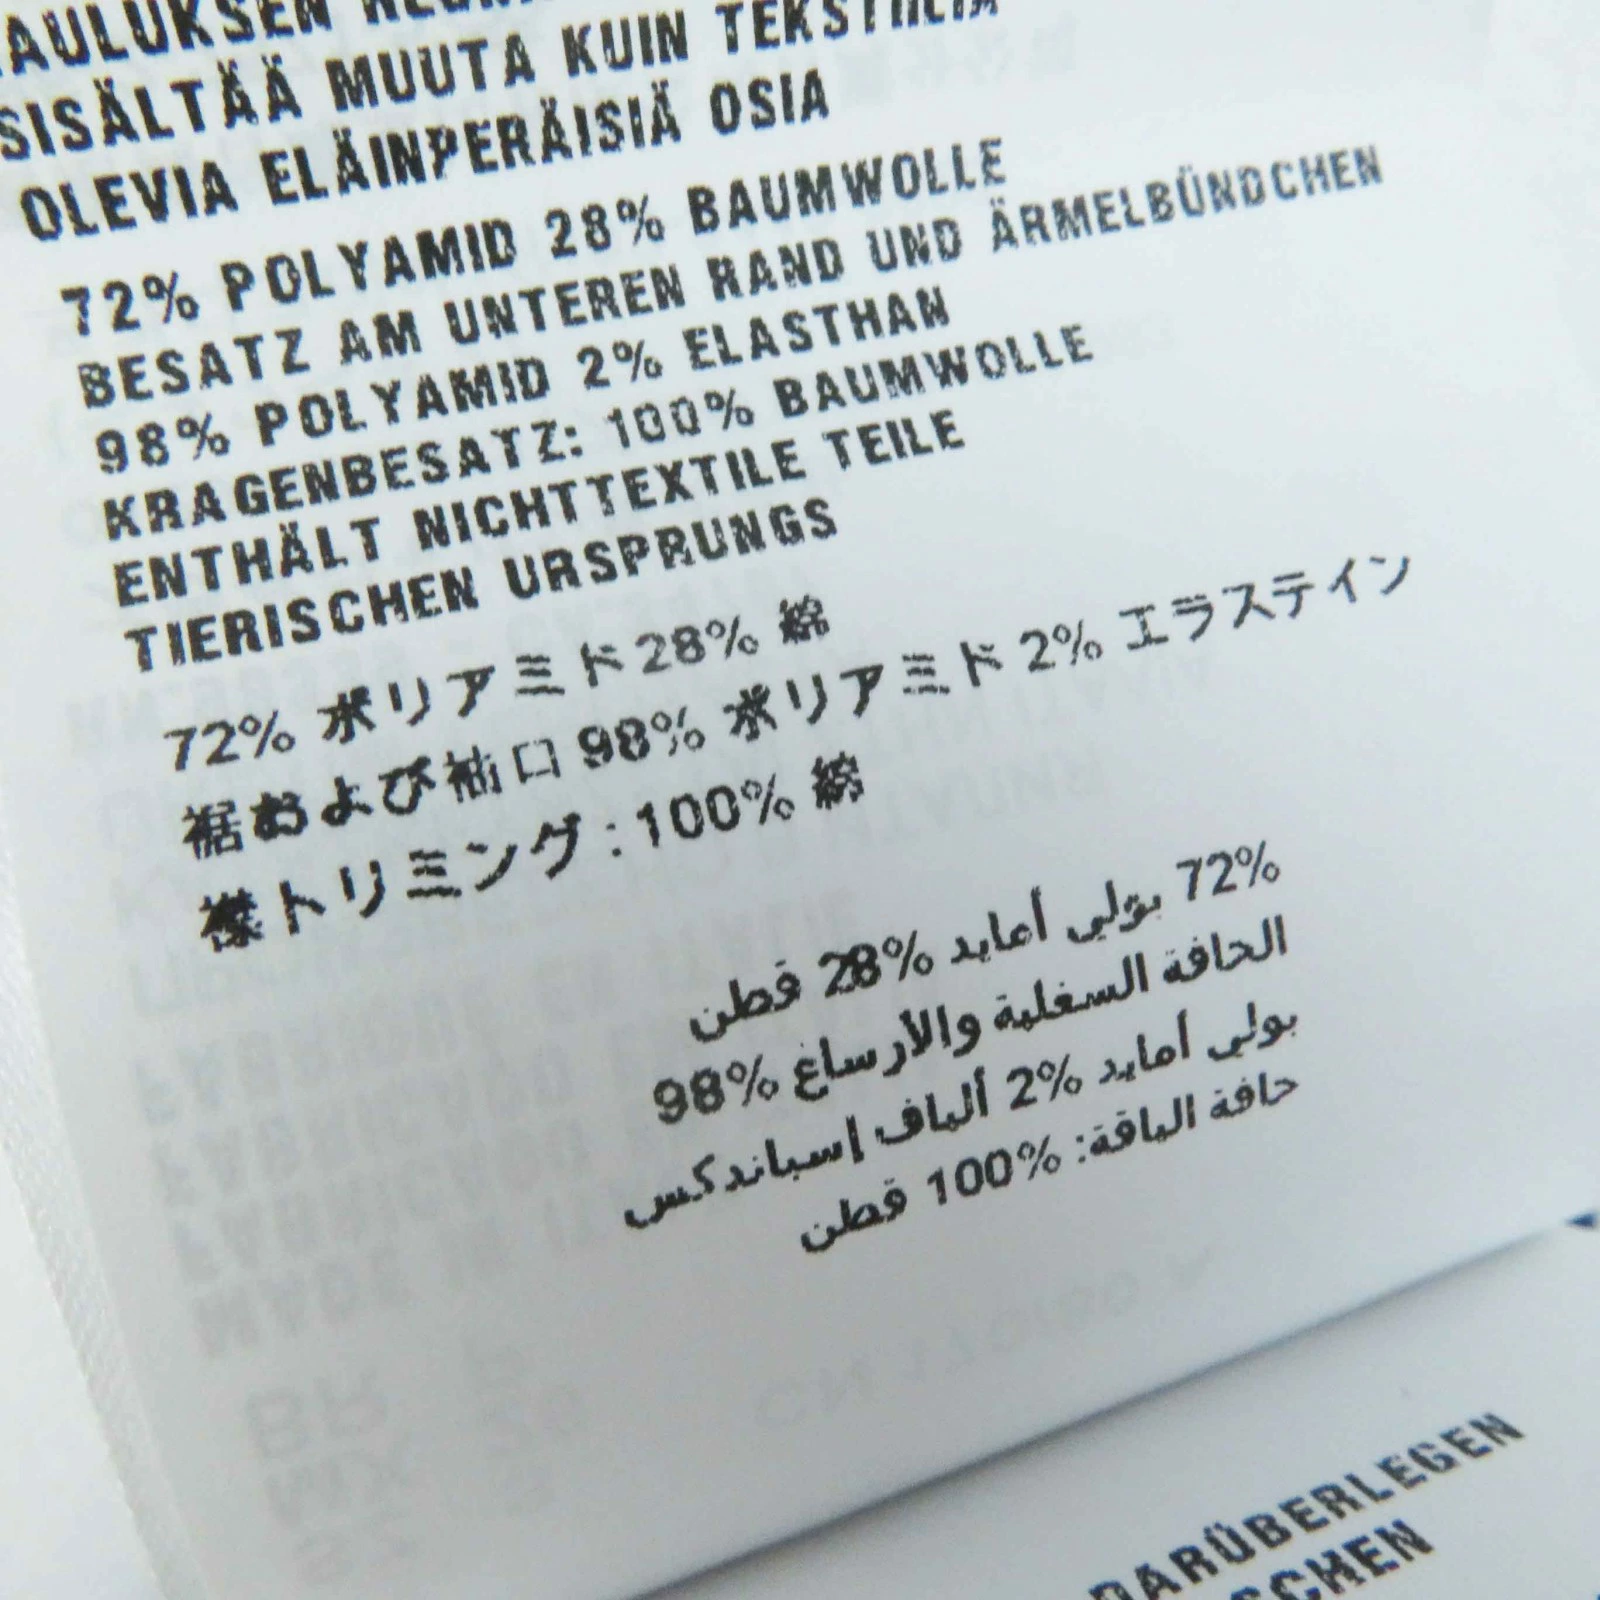 SISÄLTÄÄ MUUTA KUIN TEKSTIILIÄ
OLEVIA ELÄINPERÄISIÄ OSIA
72% POLYAMID 28% BAUMWOLLE
BESATZ AM UNTEREN RAND UND ÄRMELBÜNDCHEN
98% POLYAMID 2% ELASTHAN
KRAGENBESATZ: 100% BAUMWOLLE
ENTHÄLT NICHTTEXTILE TEILE
TIERISCHEN URSPRUNGS
72% ポリアミド 28% 綿
裾および袖口 98% ポリアミド 2% エラステイン
襟トリミング : 100% 綿
72% بولي أمايد 28% قطن
الحافة السفلية والأرساغ 98%
بولي أمايد 2% ألياف إسباندكس
حافة الياقة: 100% قطن
DARÜBERLEGEN